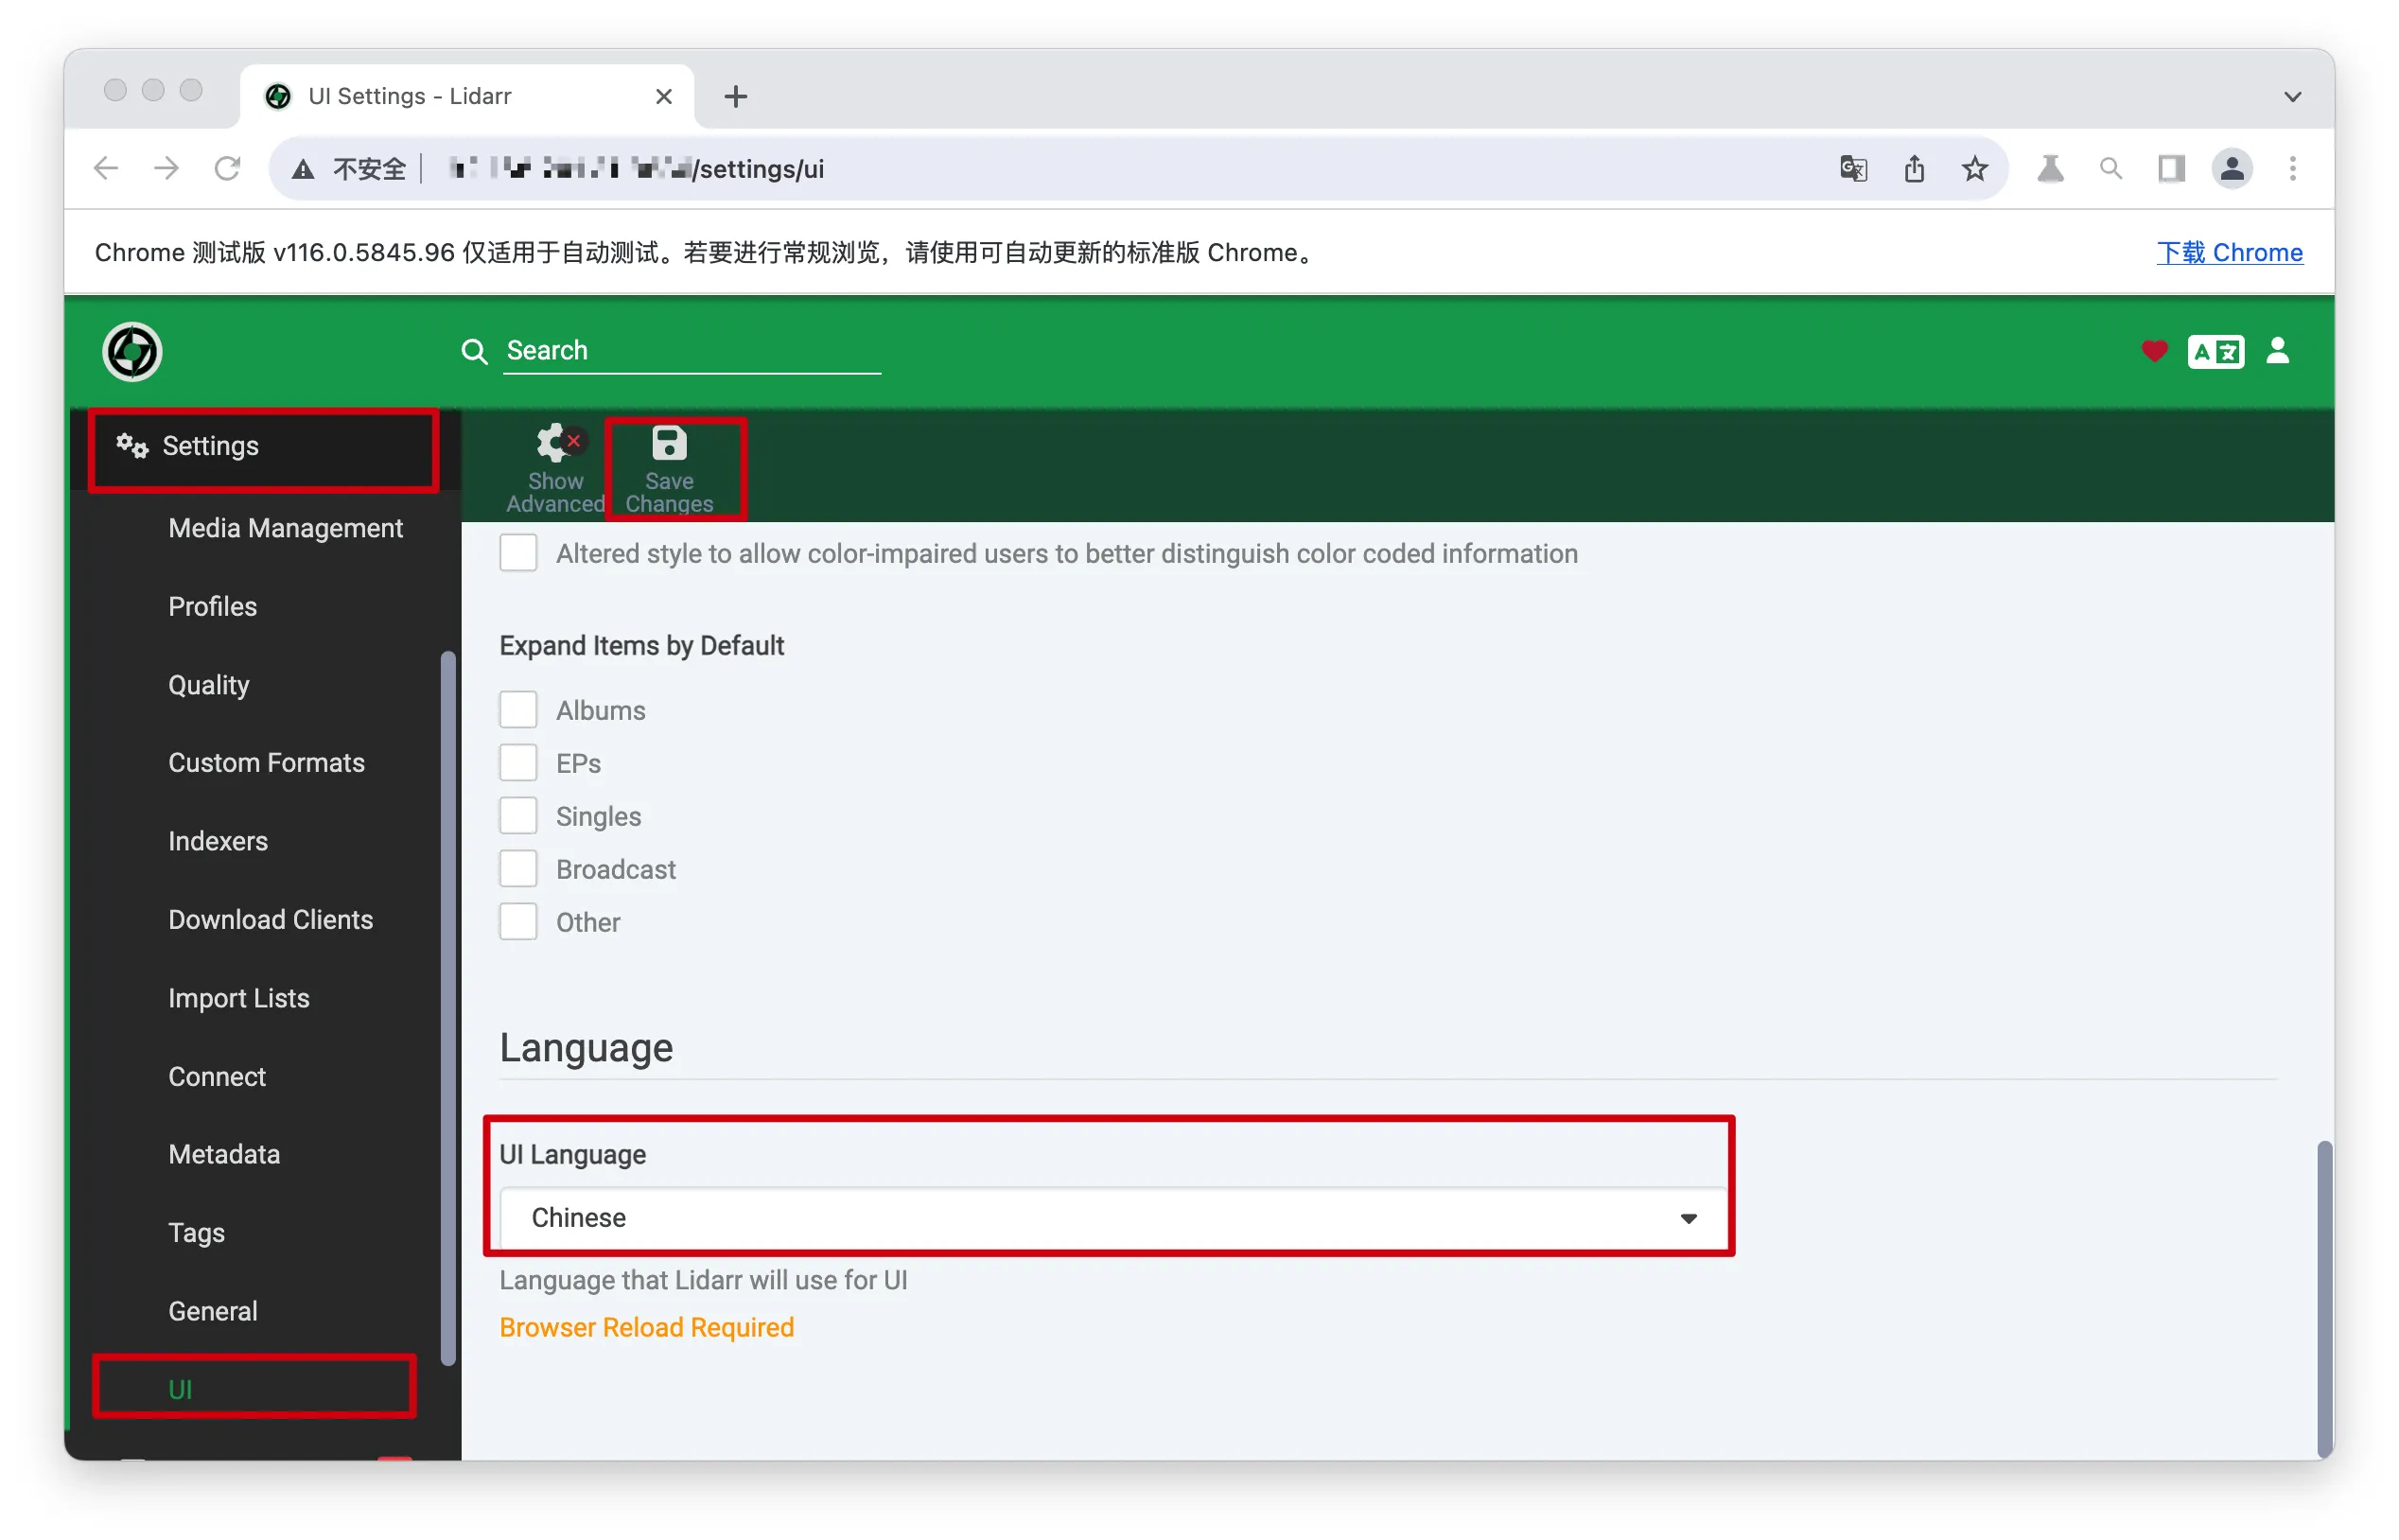 UI Settings - Lidarr
不安全
/settings/ui
Chrome 测试版 v116.0.5845.96 仅适用于自动测试。若要进行常规浏览，请使用可自动更新的标准版 Chrome。
下载 Chrome
Search
Settings
Media Management
Profiles
Quality
Custom Formats
Indexers
Download Clients
Import Lists
Connect
Metadata
Tags
General
UI
Show
Advanced
Save
Changes
Altered style to allow color-impaired users to better distinguish color coded information
Expand Items by Default
Albums
EPs
Singles
Broadcast
Other
Language
UI Language
Chinese
Language that Lidarr will use for UI
Browser Reload Required